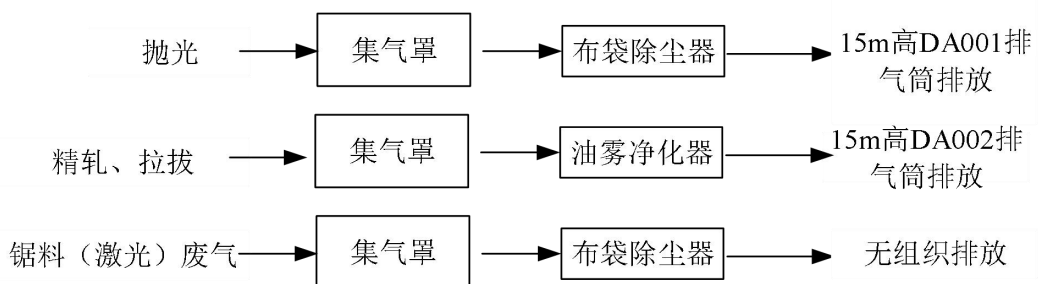 抛光
集气罩
布袋除尘器
15m高DA001排
气筒排放
精轧、拉拔
集气罩
油雾净化器
15m高DA002排
气筒排放
锯料（激光）废气
集气罩
布袋除尘器
无组织排放